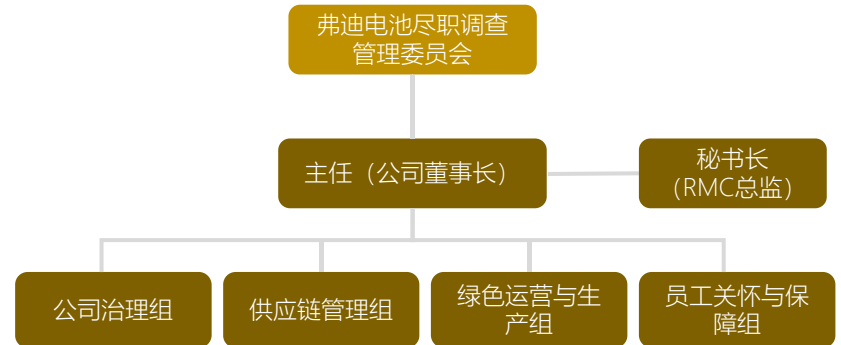 弗迪电池尽职调查
管理委员会
主任（公司董事长）
秘书长
（RMC总监）
公司治理组
供应链管理组
绿色运营与生
产组
员工关怀与保
障组